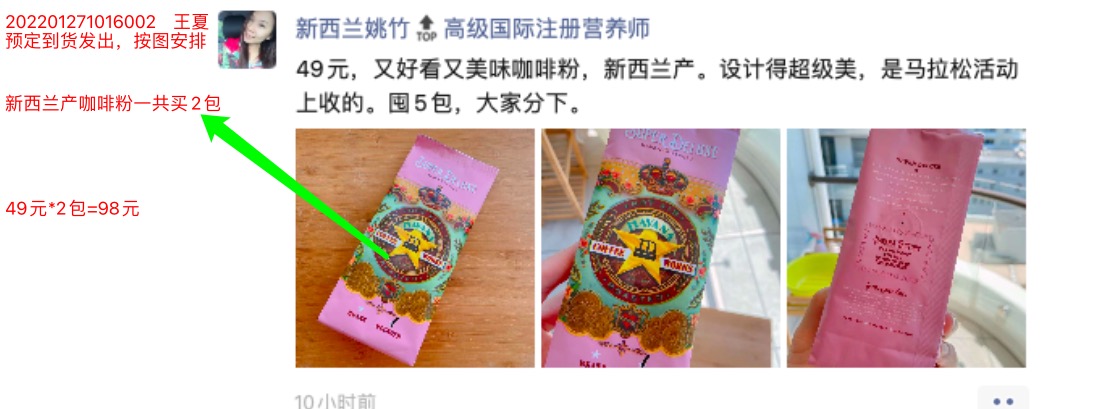 202201271016002 王夏
预定到货发出，按图安排
新西兰产咖啡粉一共买2包
49元*2包=98元
新西兰姚竹 TOP 高级国际注册营养师
49元，又好看又美味咖啡粉，新西兰产。设计得超级美，是马拉松活动
上收的。囤5包，大家分下。
HAVANA
COFFEE WORKS
HAVANA
COFFEE WORKS
10小时前